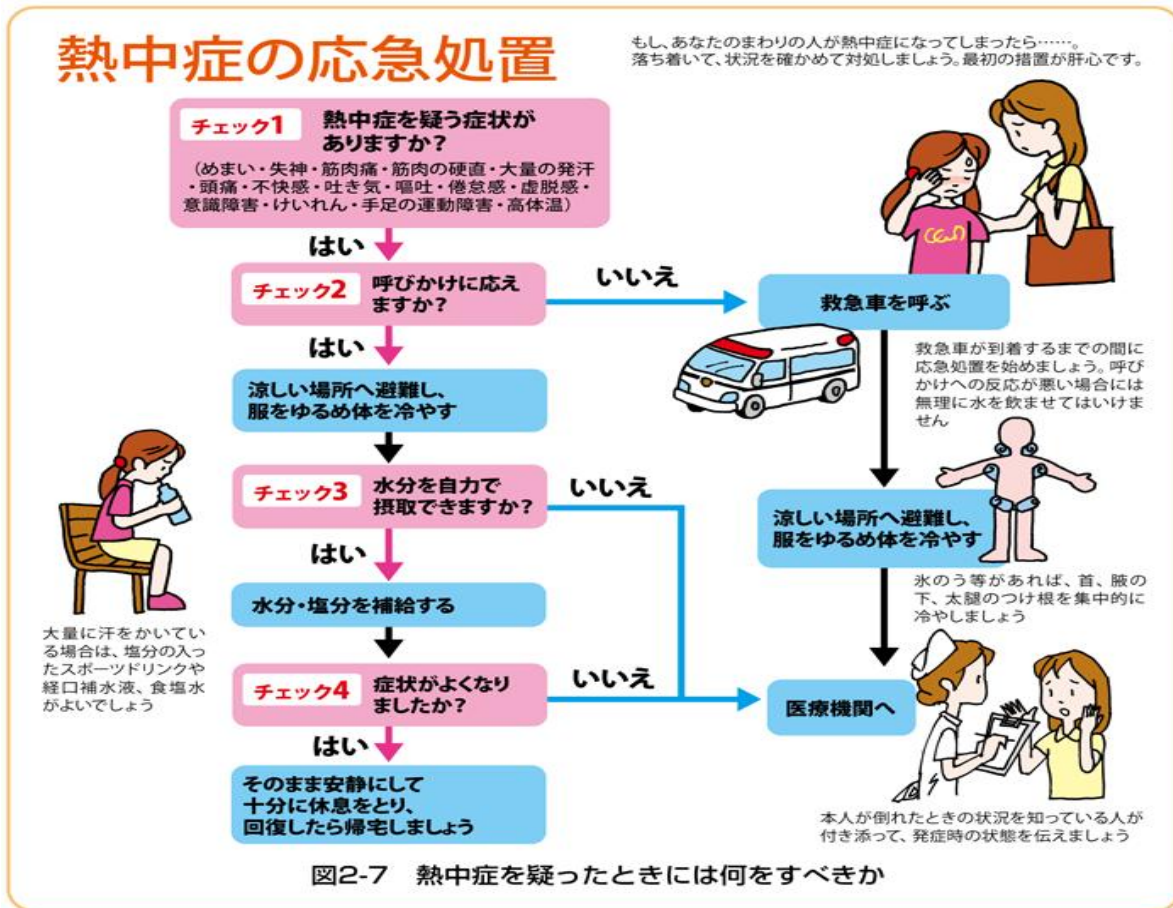 熱中症の応急処置
もし、あなたのまわりの人が熱中症になってしまったら……。
落ち着いて、状況を確かめて対処しましょう。最初の措置が肝心です。
チェック1
熱中症を疑う症状が
ありますか?
(めまい・失神・筋肉痛・筋肉の硬直・大量の発汗
・頭痛・不快感・吐き気・嘔吐・倦怠感・虚脱感・
意識障害・けいれん・手足の運動障害・高体温)
はい
チェック2
呼びかけに応え
ますか?
いいえ
救急車を呼ぶ
はい
救急車が到着するまでの間に
応急処置を始めましょう。呼び
かけへの反応が悪い場合には
無理に水を飲ませてはいけま
せん
涼しい場所へ避難し、
服をゆるめ体を冷やす
チェック3
水分を自力で
摂取できますか?
いいえ
涼しい場所へ避難し、
服をゆるめ体を冷やす
はい
氷のう等があれば、首、腋の
下、太腿のつけ根を集中的に
冷やしましょう
水分・塩分を補給する
大量に汗をかいてい
る場合は、塩分の入っ
たスポーツドリンクや
経口補水液、食塩水
がよいでしょう
チェック4
症状がよくなり
ましたか?
いいえ
医療機関へ
はい
そのまま安静にして
十分に休息をとり、
回復したら帰宅しましょう
本人が倒れたときの状況を知っている人が
付き添って、発症時の状態を伝えましょう
図2-7 熱中症を疑ったときには何をすべきか